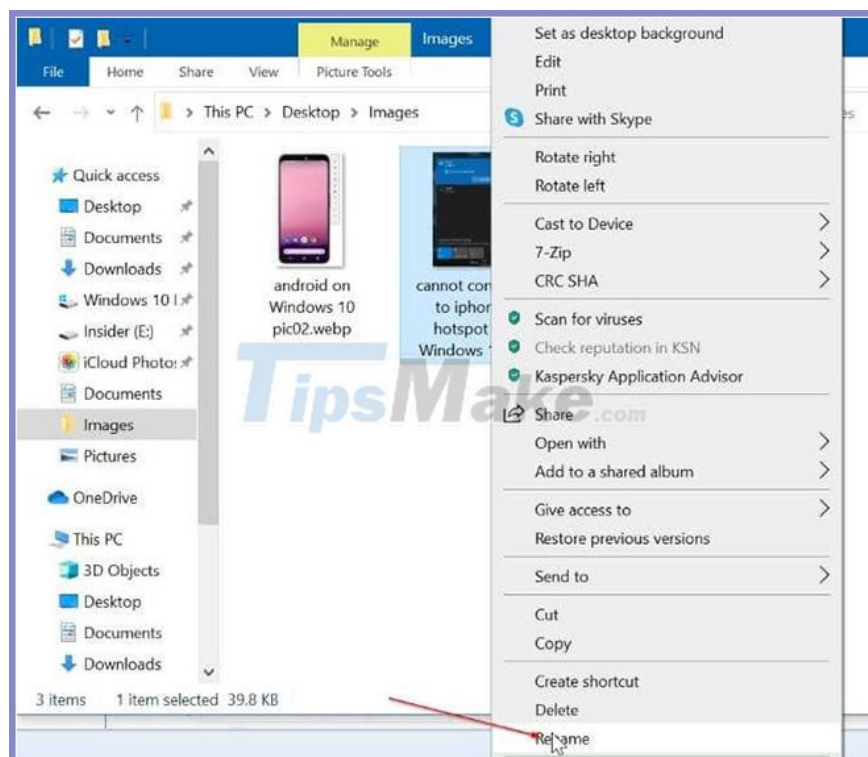 Manage
Images
File
Home
Share
View
Picture Tools
This PC > Desktop > Images
Quick access
Desktop
Documents
Downloads
Windows 10
Insider (E:)
iCloud Photo:
Documents
Images
Pictures
OneDrive
This PC
3D Objects
Desktop
Documents
Downloads
android on
Windows 10
pic02.webp
cannot con
to iphon
hotspot
Windows
TipsMake.com
Set as desktop background
Edit
Print
Share with Skype
Rotate right
Rotate left
Cast to Device
7-Zip
CRC SHA
Scan for viruses
Check reputation in KSN
Kaspersky Application Advisor
Share
Open with
Add to a shared album
Give access to
Restore previous versions
Send to
Cut
Copy
Create shortcut
Delete
Rename
3 items
1 item selected 39.8 KB